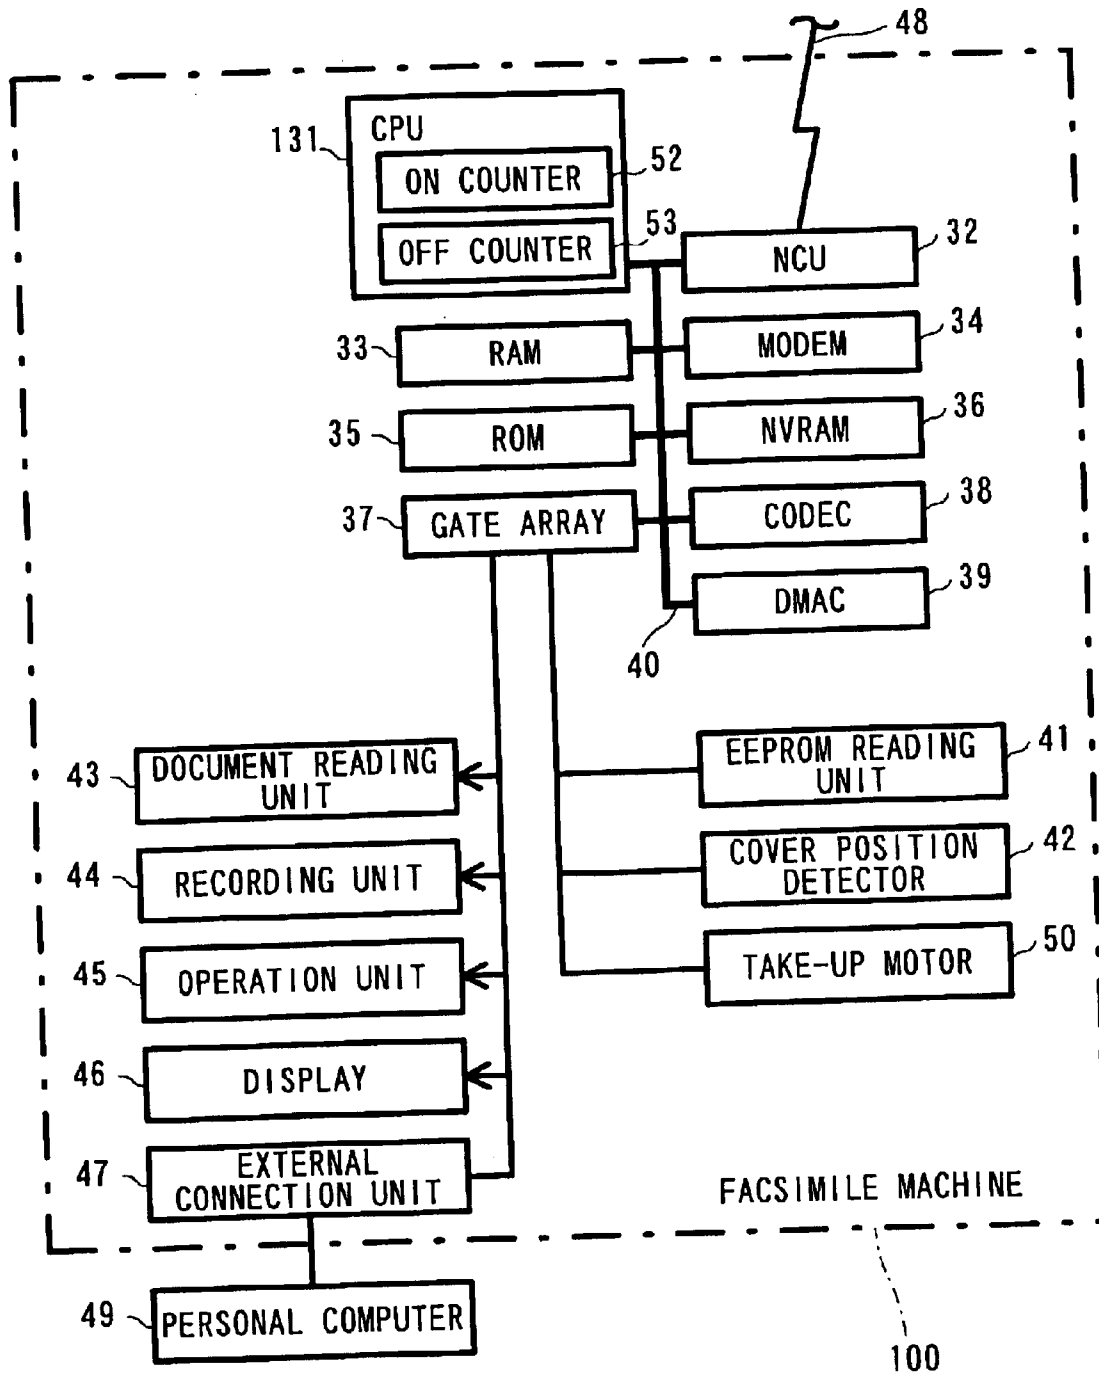 48
131
CPU
ON COUNTER
52
OFF COUNTER
53
NCU
32
33
RAM
MODEM
34
35
ROM
NVRAM
36
37
GATE ARRAY
CODEC
38
DMAC
39
40
43
DOCUMENT READING
UNIT
EEPROM READING
UNIT
41
44
RECORDING UNIT
COVER POSITION
DETECTOR
42
45
OPERATION UNIT
TAKE-UP MOTOR
50
46
DISPLAY
47
EXTERNAL
CONNECTION UNIT
FACSIMILE MACHINE
49
PERSONAL COMPUTER
100